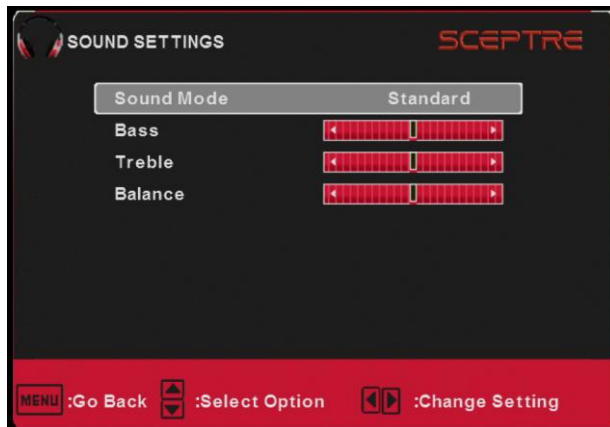 SOUND SETTINGS SCEPTRE
Sound Mode Standard
Bass
Treble
Balance
MENU :Go Back :Select Option :Change Setting